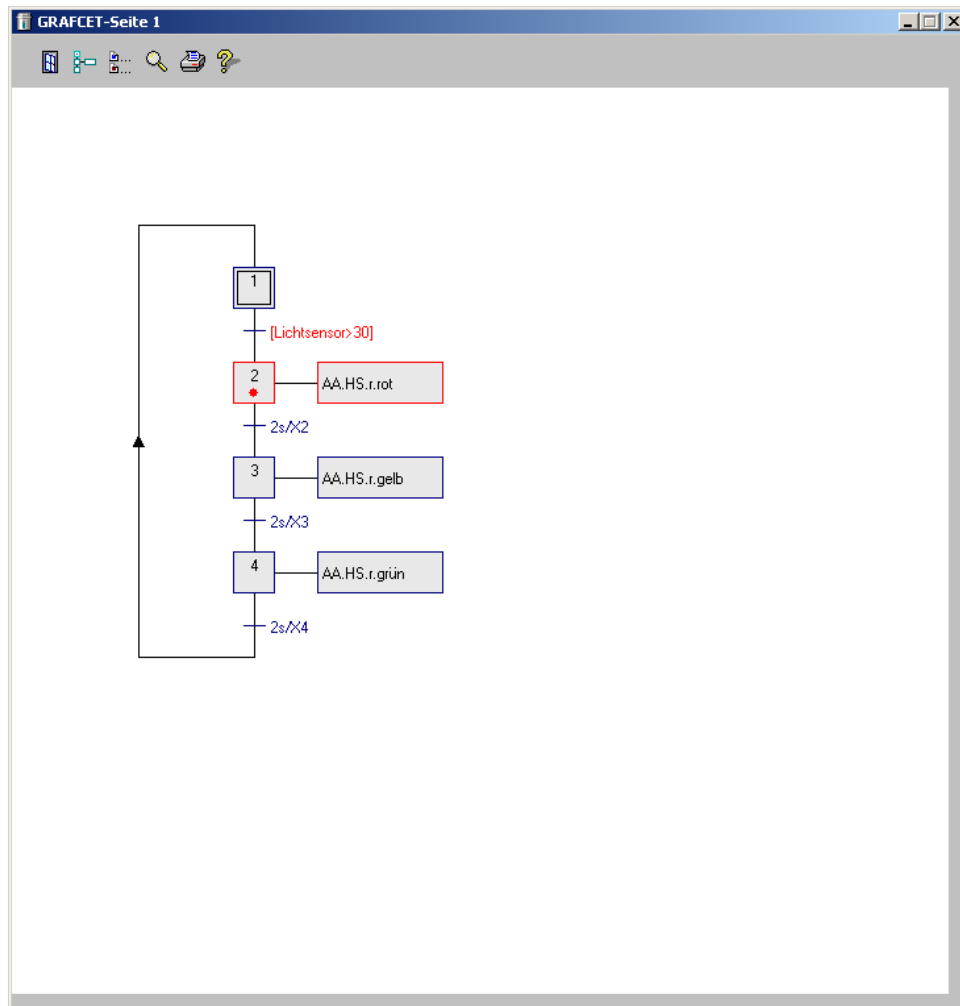 GRAFCET-Seite 1
1
[Lichtsensor>30]
2
AA.HS.r.rot
2s/X2
3
AA.HS.r.gelb
2s/X3
4
AA.HS.r.grün
2s/X4